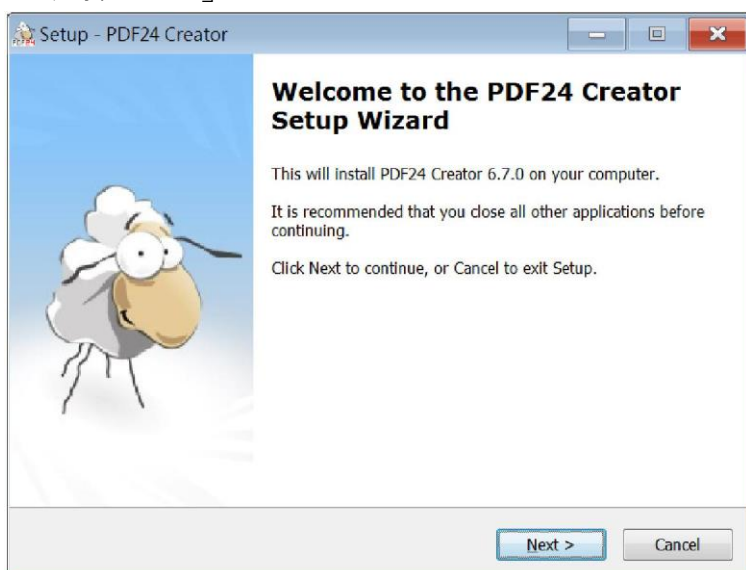 Setup - PDF24 Creator
Welcome to the PDF24 Creator
Setup Wizard
This will install PDF24 Creator 6.7.0 on your computer.
It is recommended that you close all other applications before
continuing.
Click Next to continue, or Cancel to exit Setup.
Next >
Cancel